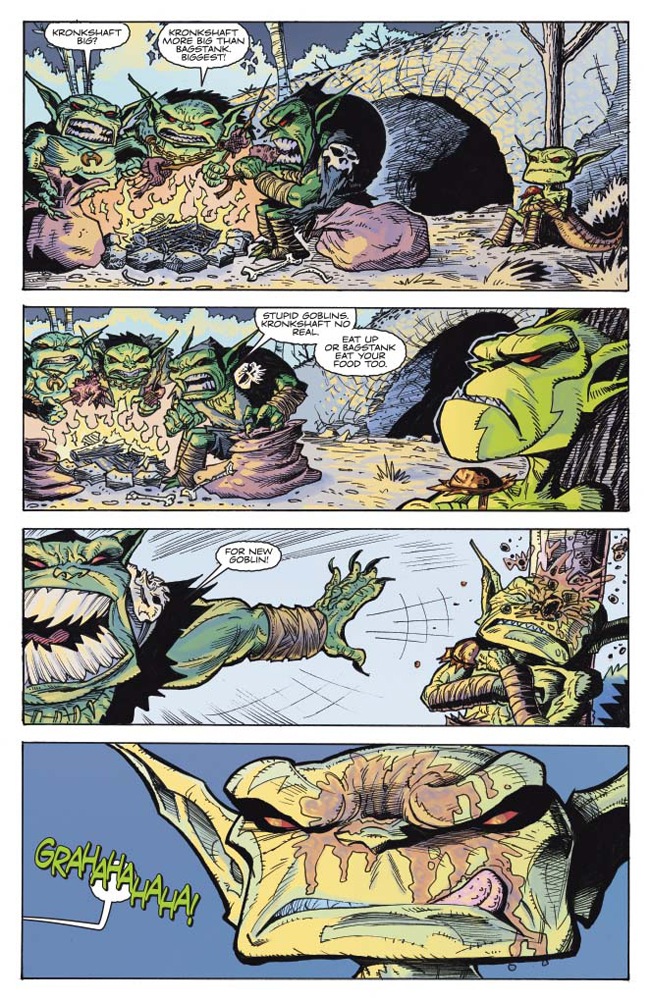 KRONKSHAFT
BIG?
KRONKSHAFT
MORE BIG THAN
BAGSTANK.
BIGGEST!
STUPID GOBLINS.
KRONKSHAFT NO
REAL.
EAT UP
OR BAGSTANK
EAT YOUR
FOOD TOO.
FOR NEW
GOBLIN!
GRAHAHAHAHA!